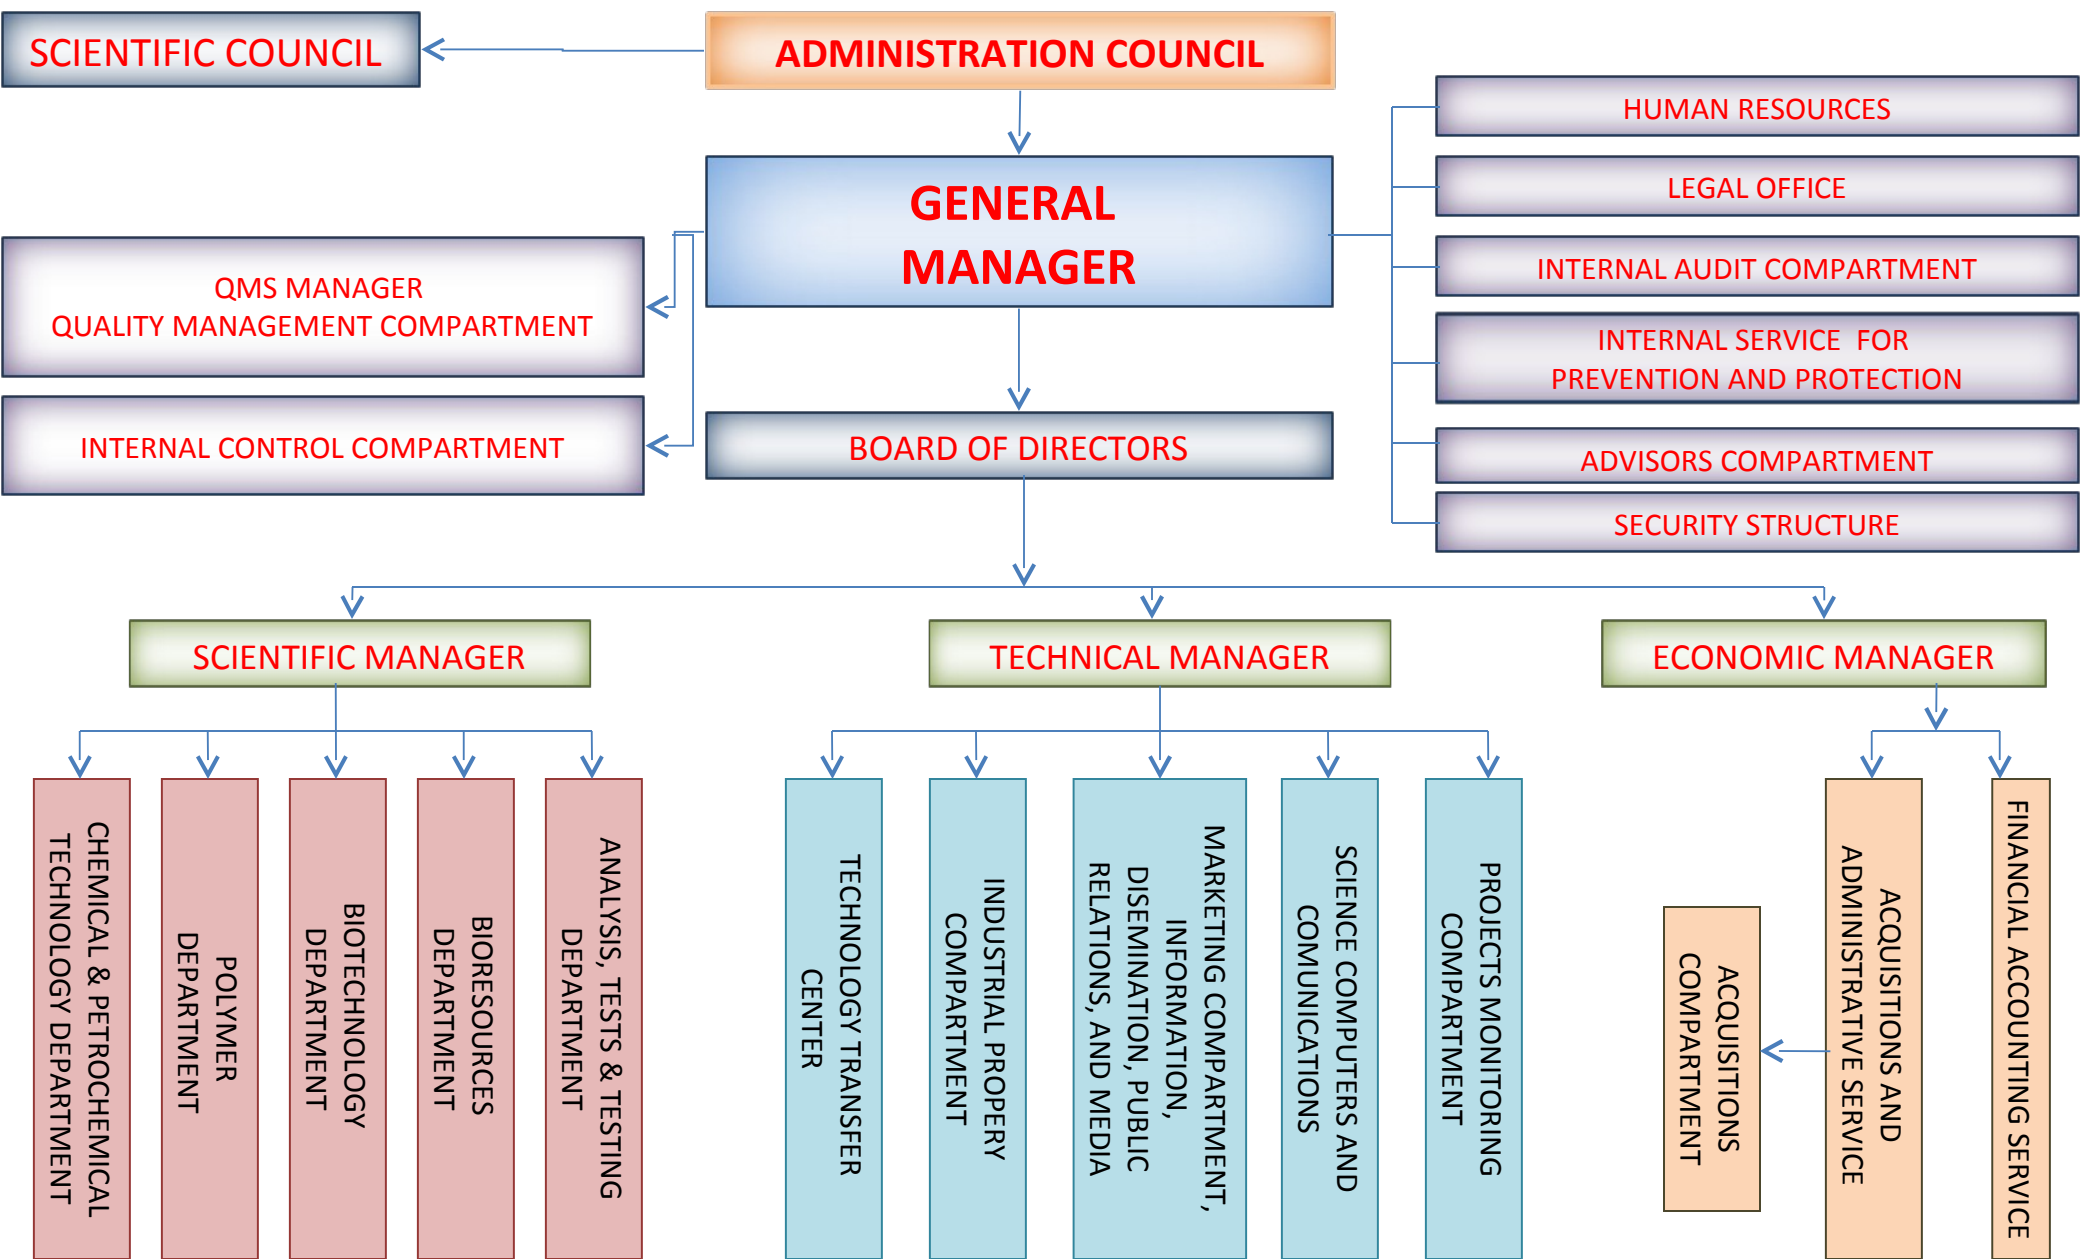 SCIENTIFIC COUNCIL
ADMINISTRATION COUNCIL
HUMAN RESOURCES
GENERAL
MANAGER
LEGAL OFFICE
INTERNAL AUDIT COMPARTMENT
QMS MANAGER
QUALITY MANAGEMENT COMPARTMENT
INTERNAL SERVICE FOR
PREVENTION AND PROTECTION
INTERNAL CONTROL COMPARTMENT
BOARD OF DIRECTORS
ADVISORS COMPARTMENT
SECURITY STRUCTURE
SCIENTIFIC MANAGER
TECHNICAL MANAGER
ECONOMIC MANAGER
CHEMICAL & PETROCHEMICAL
TECHNOLOGY DEPARTMENT
POLYMER
DEPARTMENT
BIOTECHNOLOGY
DEPARTMENT
BIORESOURCES
DEPARTMENT
ANALYSIS, TESTS & TESTING
DEPARTMENT
TECHNOLOGY TRANSFER
CENTER
INDUSTRIAL PROPERY
COMPARTMENT
MARKETING COMPARTMENT,
INFORMATION,
DISEMINATION, PUBLIC
RELATIONS, AND MEDIA
SCIENCE COMPUTERS AND
COMUNICATIONS
PROJECTS MONITORING
COMPARTMENT
ACQUISITIONS
COMPARTMENT
ACQUISITIONS AND
ADMINISTRATIVE SERVICE
FINANCIAL ACCOUNTING SERVICE